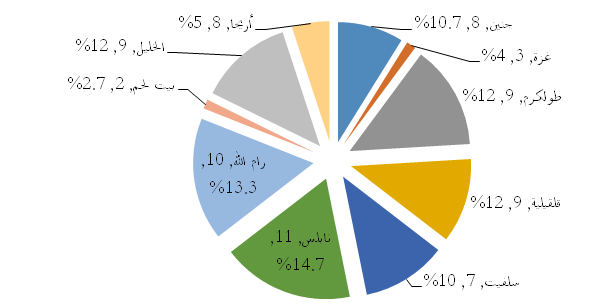 جنين, 8, 10.7%
غزة, 3, 4%
طولكرم, 9, 12%
قلقيلية, 9, 12%
سلفيت, 7, 10%
نابلس, 11,
14.7%
رام الله, 10,
13.3%
بيت لحم, 2, 2.7%
الخليل, 9, 12%
أريحا, 8, 5%